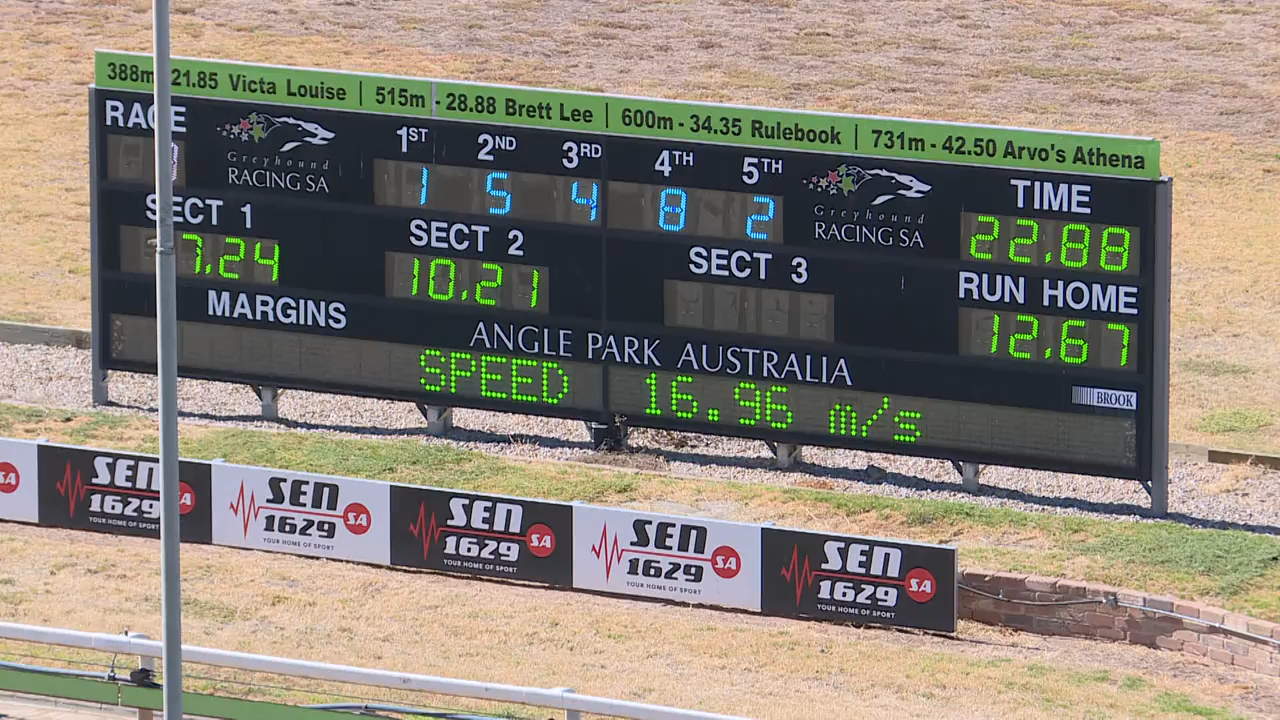 388m 21.85 Victa Louise | 515m - 28.88 Brett Lee | 600m - 34.35 Rulebook | 731m - 42.50 Arvo's Athena
RACE
Greyhound
RACING SA
1ST 2ND 3RD 4TH 5TH
1 5 4 8 2
Greyhound
RACING SA
TIME
22.88
SECT 1
7.24
SECT 2
10.21
SECT 3
RUN HOME
12.67
MARGINS
ANGLE PARK AUSTRALIA
SPEED 16.96 m/s
BROOK
SA
SEN
1629 SA
YOUR HOME OF SPORT
SEN
1629 SA
YOUR HOME OF SPORT
SEN
1629 SA
YOUR HOME OF SPORT
SEN
1629 SA
YOUR HOME OF SPORT
SEN
1629 SA
YOUR HOME OF SPORT